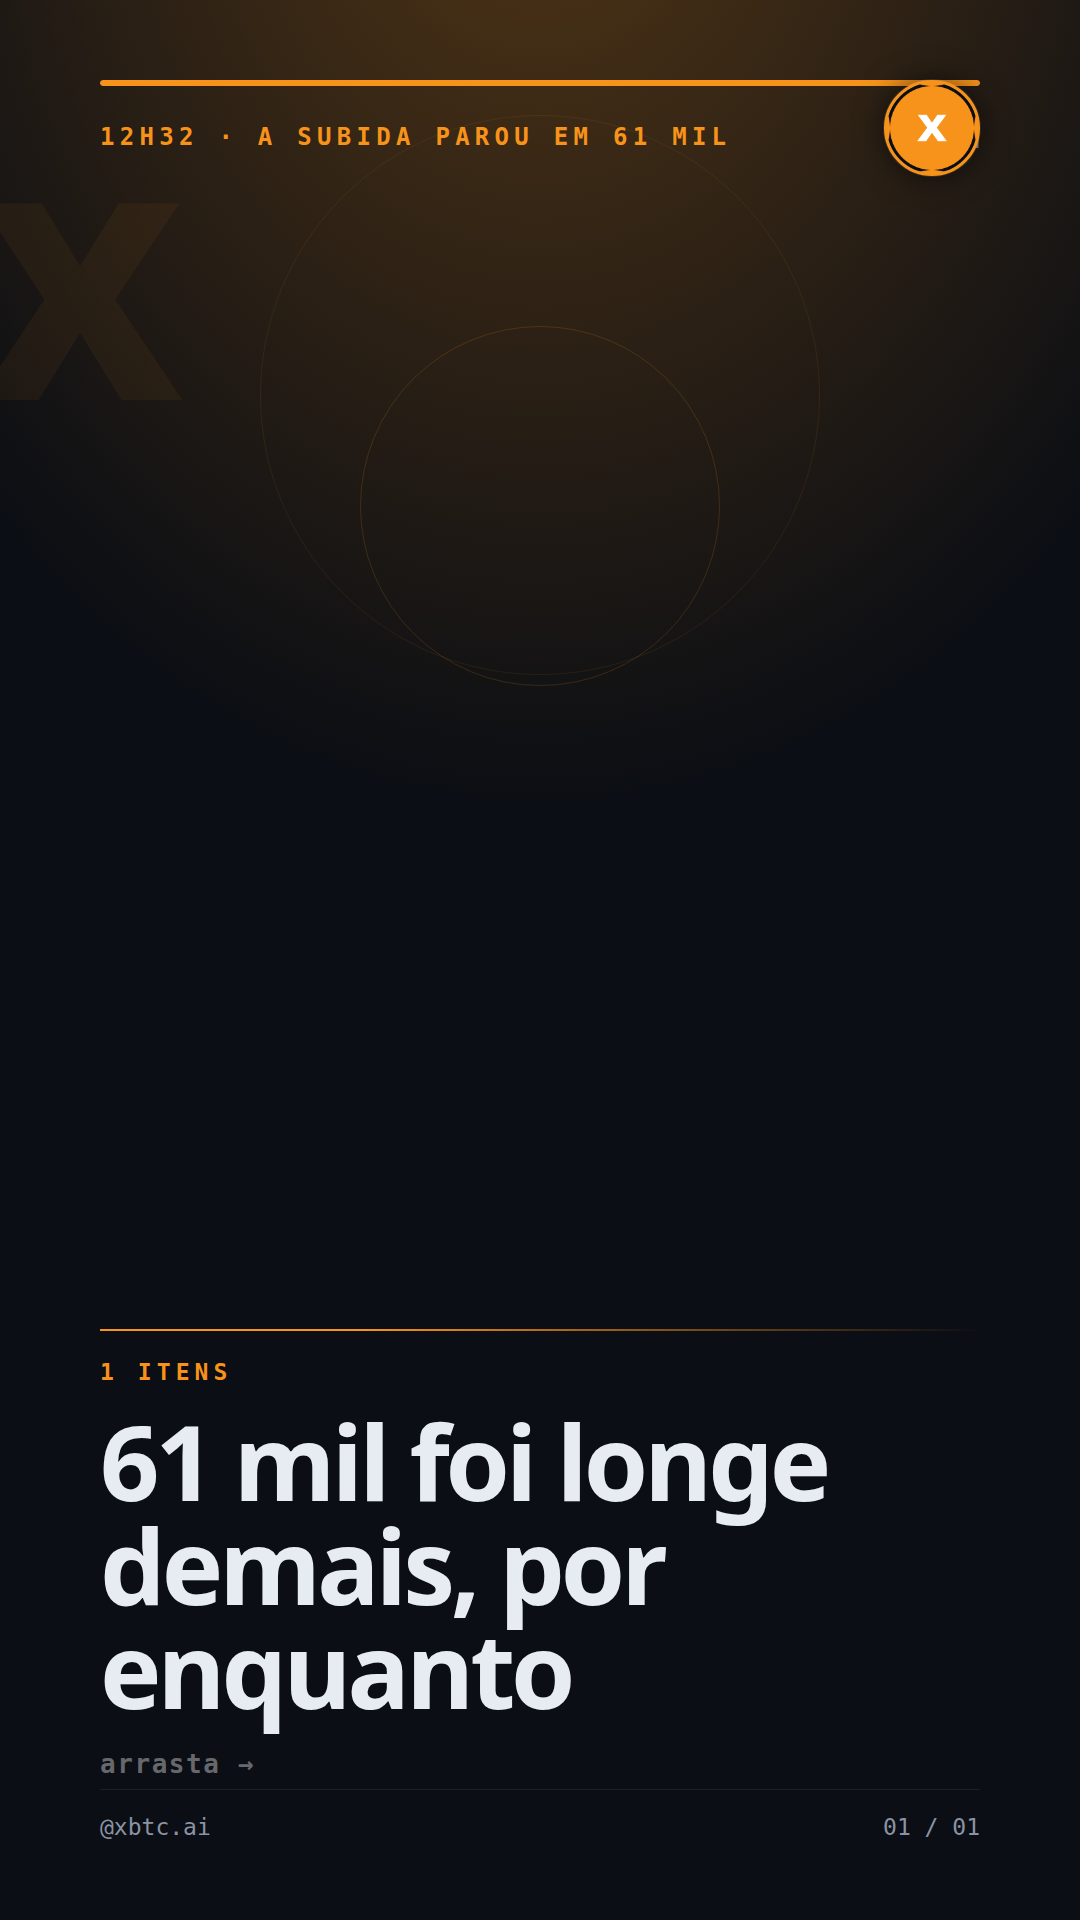 12H32 · A SUBIDA PAROU EM 61 MIL
x
x
1 ITENS
61 mil foi longe
demais, por
enquanto
arrasta →
@xbtc.ai
01 / 01